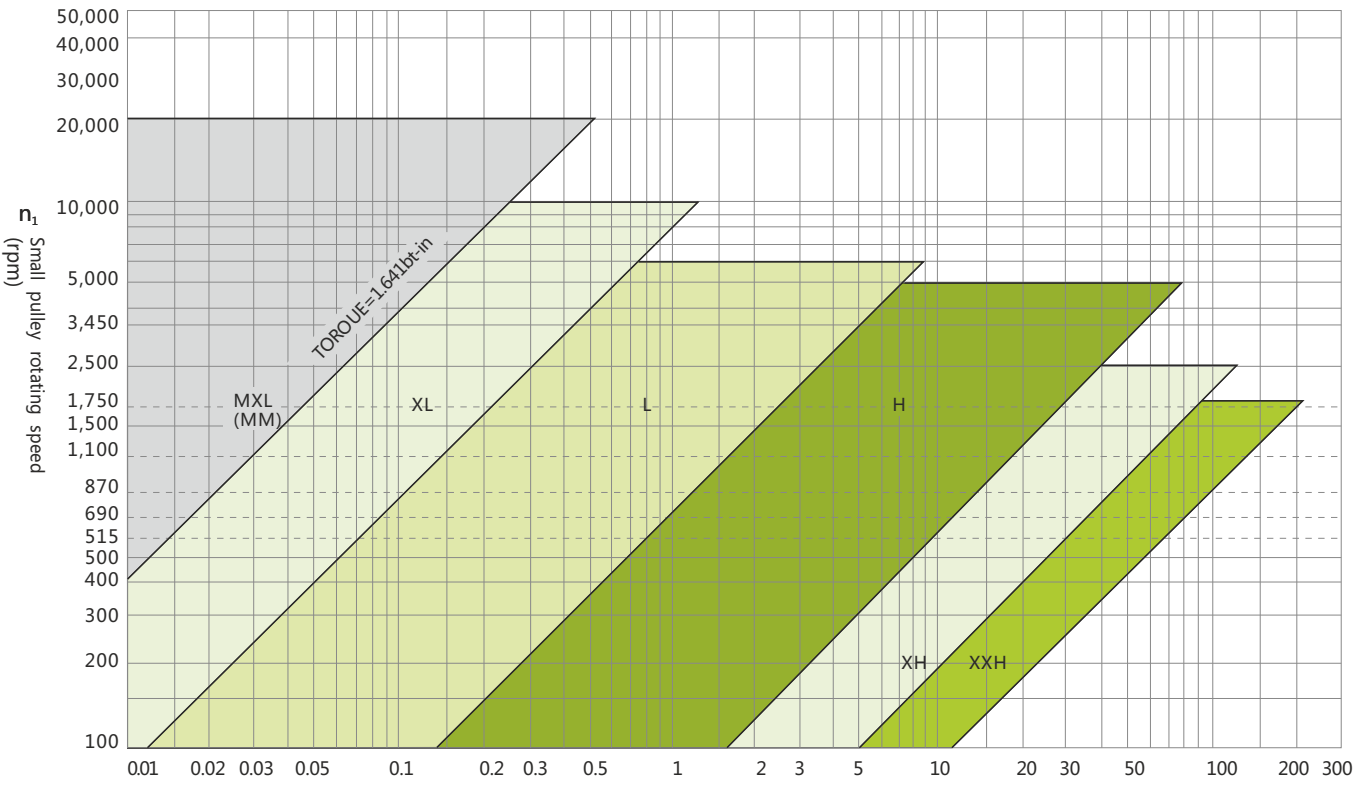 50,000
40,000
30,000
20,000
10,000
5,000
3,450
2,500
1,750
1,500
1,100
870
690
515
500
400
300
200
100
n₁
Small pulley rotating speed
(rpm)
TOROUE=1.641bt-in
MXL
(MM)
XL
L
H
XH
XXH
0.01 0.02 0.03 0.05 0.1 0.2 0.3 0.5 1 2 3 5 10 20 30 50 100 200 300